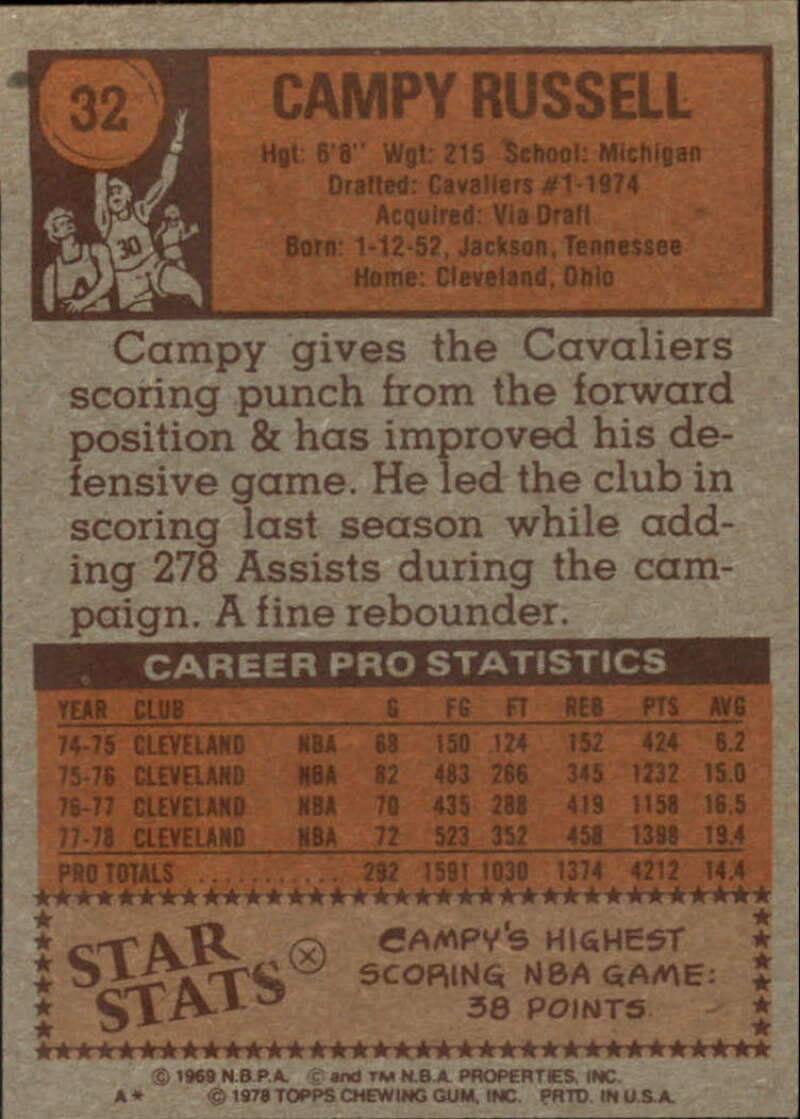 32
CAMPY RUSSELL
Hgt: 6'8" Wgt: 215 School: Michigan
Drafted: Cavaliers #1-1974
Acquired: Via Draft
Born: 1-12-52, Jackson, Tennessee
Home: Cleveland, Ohio
30
Campy gives the Cavaliers
scoring punch from the forward
position & has improved his de-
fensive game. He led the club in
scoring last season while add-
ing 278 Assists during the cam-
paign. A fine rebounder.
CAREER PRO STATISTICS
YEAR CLUB G FG FT REB PTS AVG
74-75 CLEVELAND NBA 68 150 124 152 424 6.2
75-76 CLEVELAND NBA 82 483 266 345 1232 15.0
76-77 CLEVELAND NBA 70 435 288 419 1158 16.5
77-78 CLEVELAND NBA 72 523 352 458 1398 19.4
PRO TOTALS ........... 292 1591 1030 1374 4212 14.4
STAR
STATS
CAMPY'S HIGHEST
SCORING NBA GAME:
38 POINTS.
© 1969 N.B.P.A. © and TM N.B.A. PROPERTIES, INC.
A* © 1978 TOPPS CHEWING GUM, INC. PRTD. IN U.S.A.